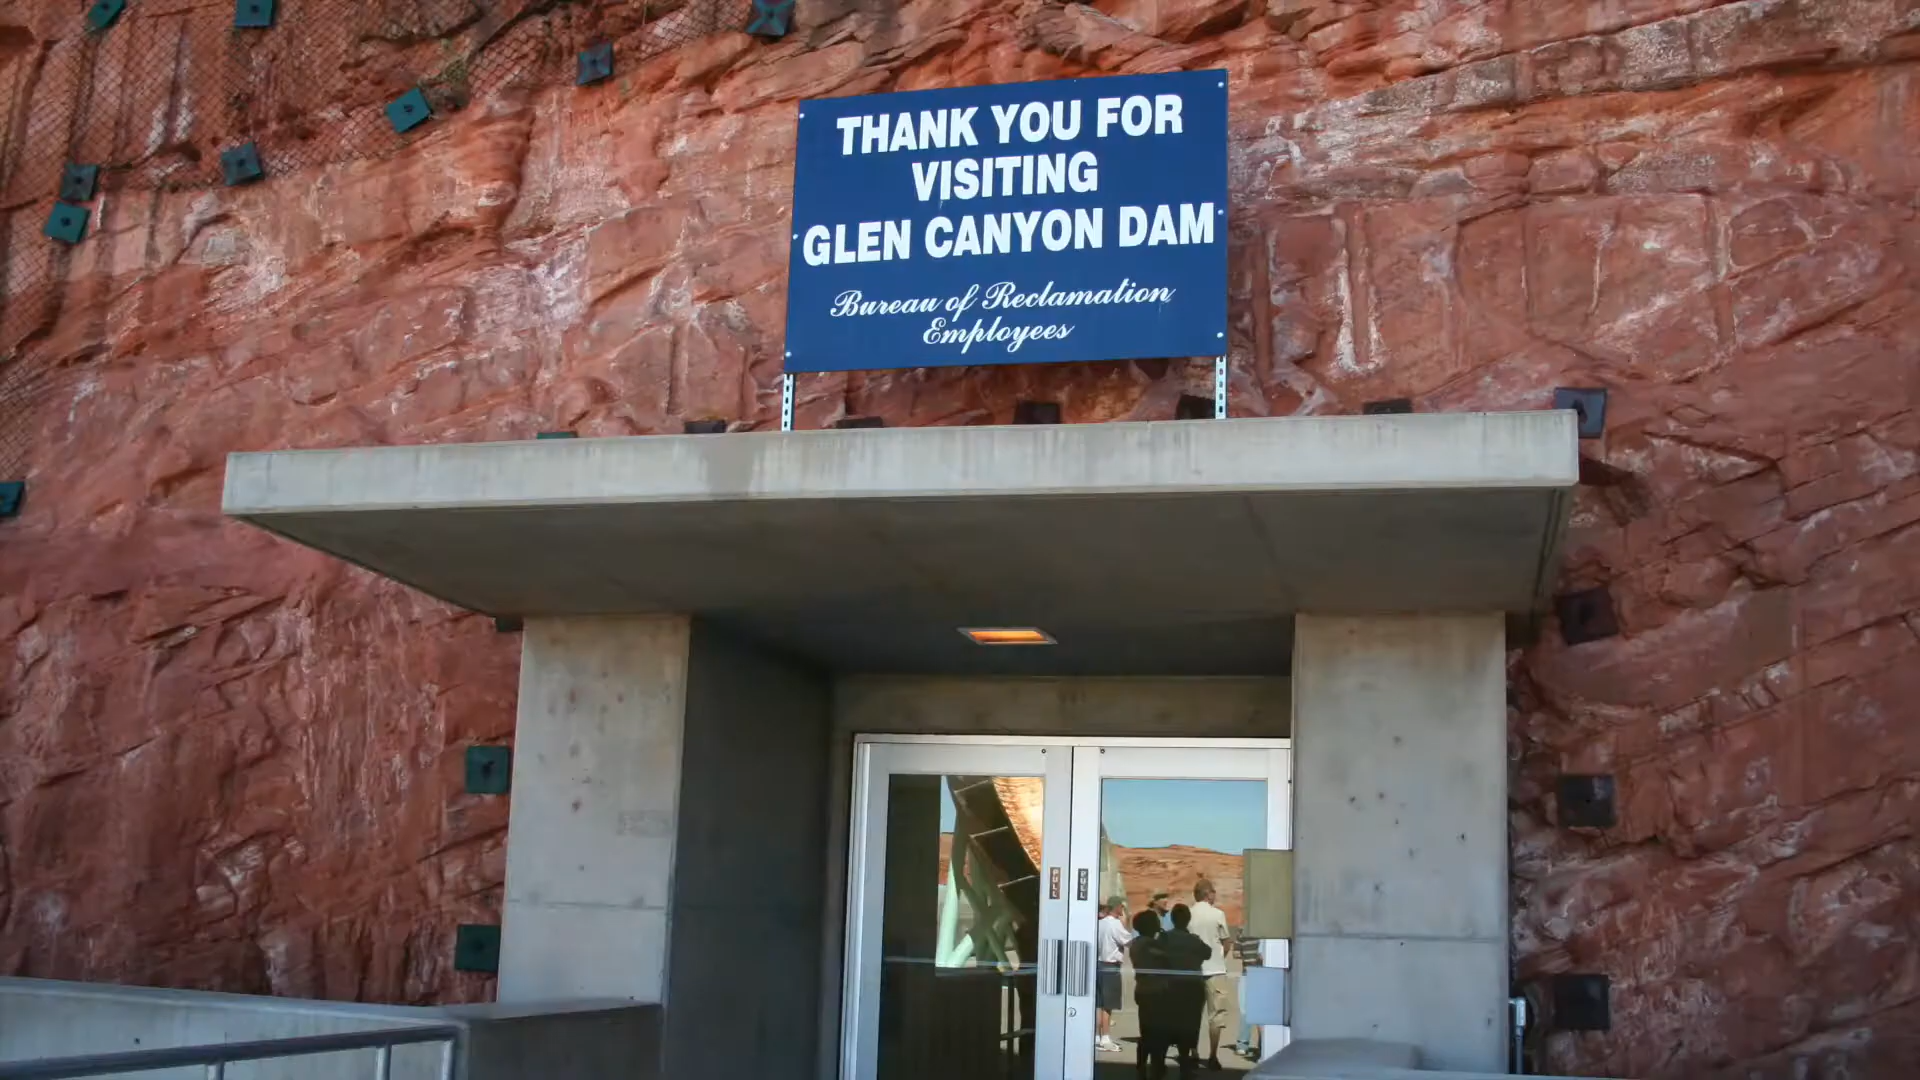 THANK YOU FOR
VISITING
GLEN CANYON DAM
Bureau of Reclamation
Employees
PULL
PULL